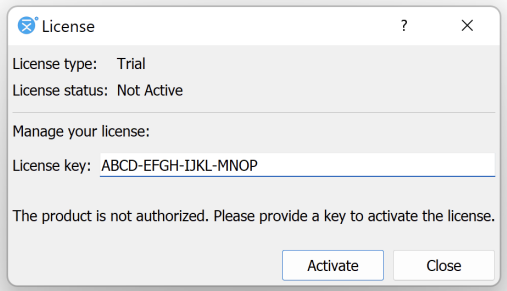 License ?
License type: Trial
License status: Not Active
Manage your license:
License key: ABCD-EFGH-IJKL-MNOP
The product is not authorized. Please provide a key to activate the license.
Activate Close